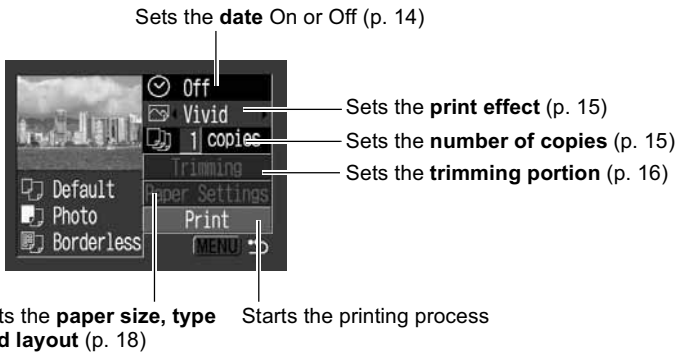 Sets the date On or Off (p. 14)
Off
Vivid
1 copies
Trimming
Paper Settings
Print
MENU
Default
Photo
Borderless
Sets the print effect (p. 15)
Sets the number of copies (p. 15)
Sets the trimming portion (p. 16)
ts the paper size, type
d layout (p. 18)
Starts the printing process